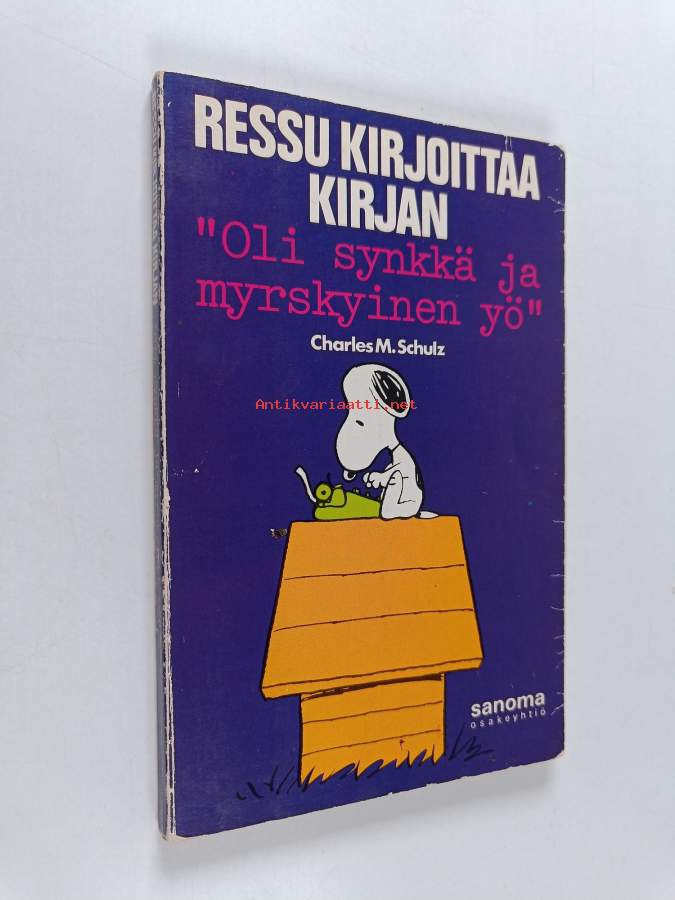 RESSU KIRJOITTAA
KIRJAN
"Oli synkkä ja
myrskyinen yö"
Charles M. Schulz
Antikvariaatti.net
sanoma
osakeyhtiö